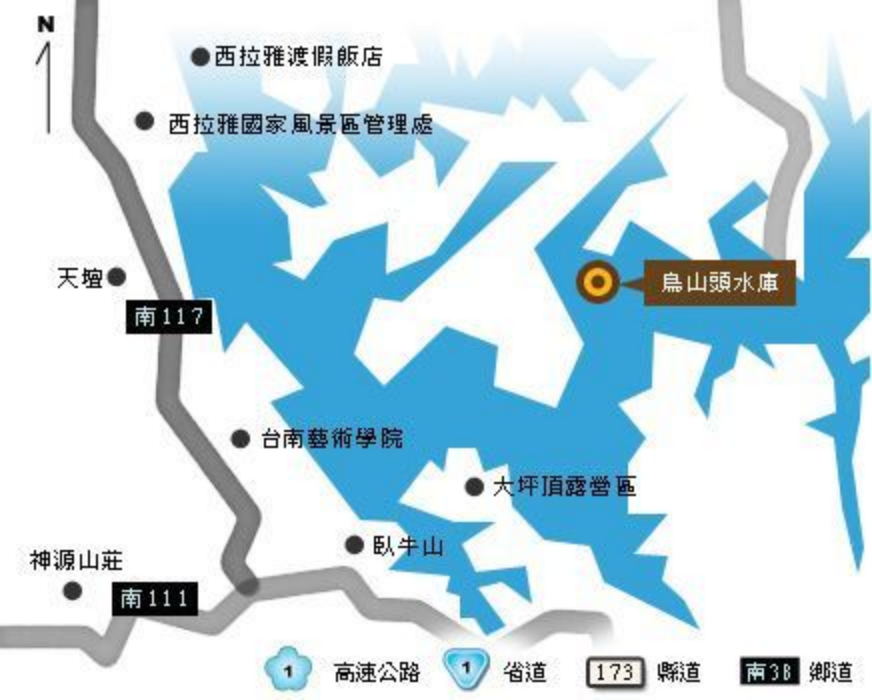 N
西拉雅渡假飯店
西拉雅國家風景區管理處
天壇
烏山頭水庫
南117
台南藝術學院
大坪頂露營區
臥牛山
神源山莊
南111
1 高速公路 1 省道 173 縣道 南3B 鄉道